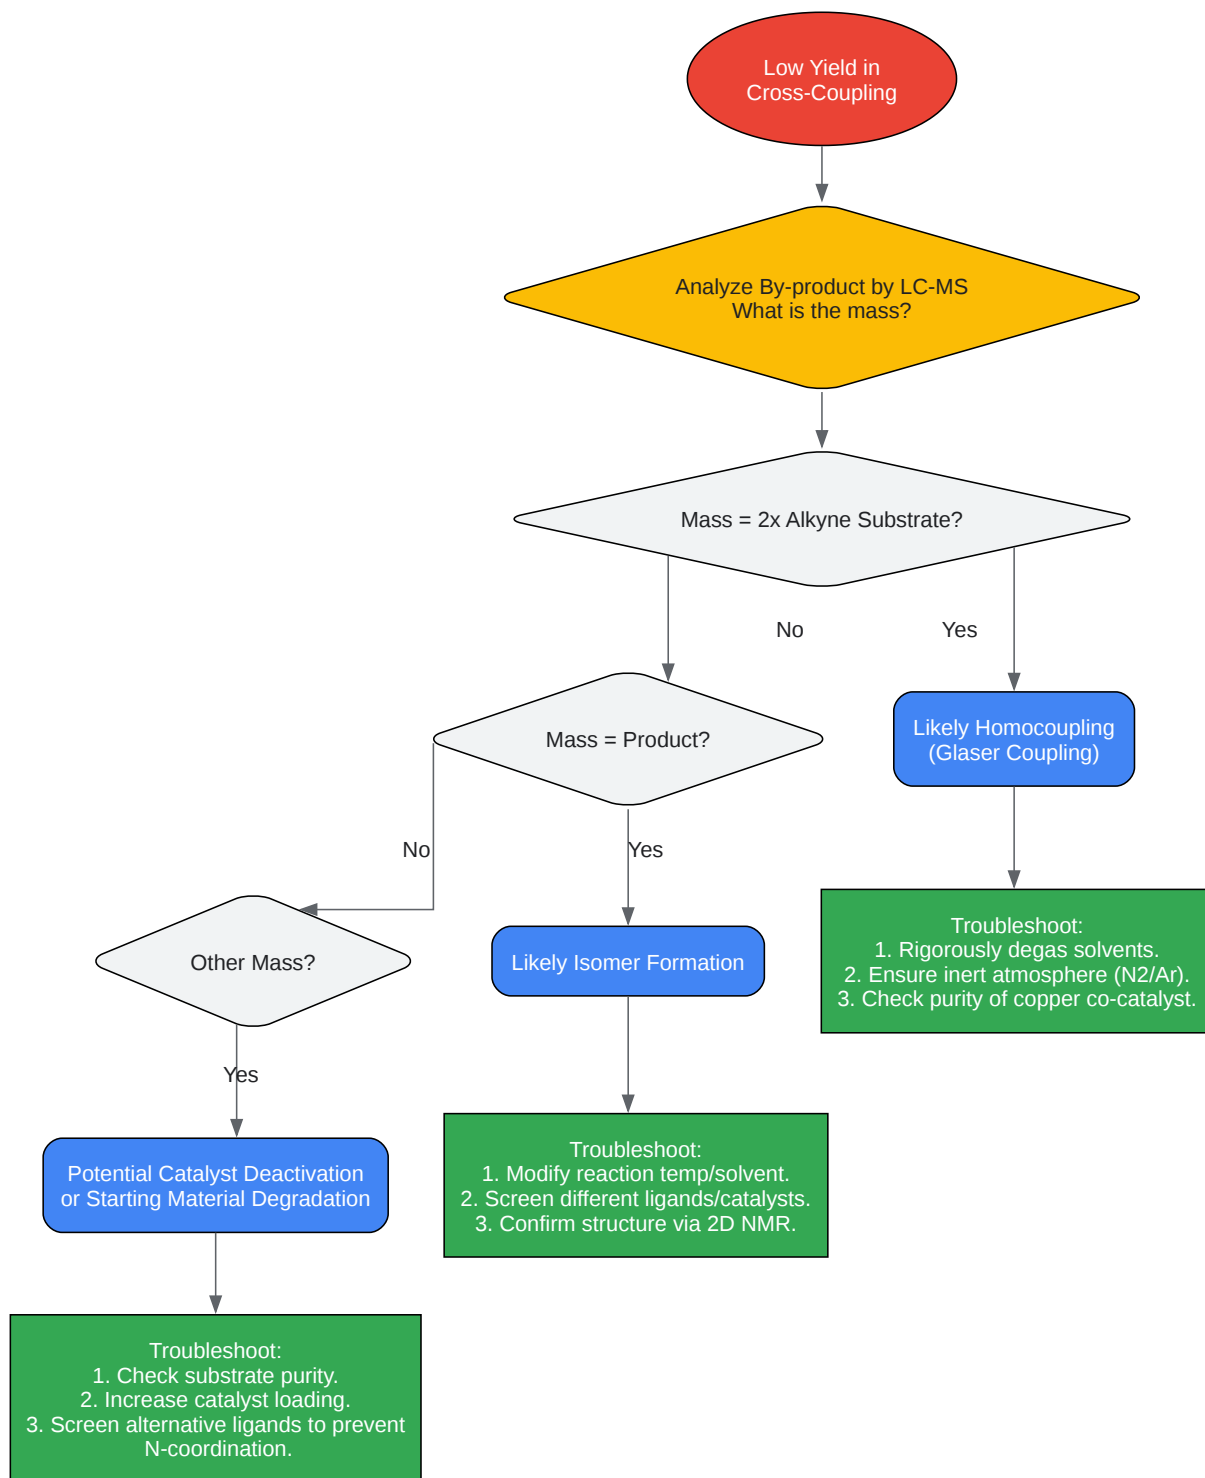 Low Yield in
Cross-Coupling
Analyze By-product by LC-MS
What is the mass?
Mass = 2x Alkyne Substrate?
No
Yes
Mass = Product?
Likely Homocoupling
(Glaser Coupling)
No
Yes
Other Mass?
Likely Isomer Formation
Troubleshoot:
1. Rigorously degas solvents.
2. Ensure inert atmosphere (N2/Ar).
3. Check purity of copper co-catalyst.
Yes
Potential Catalyst Deactivation
or Starting Material Degradation
Troubleshoot:
1. Modify reaction temp/solvent.
2. Screen different ligands/catalysts.
3. Confirm structure via 2D NMR.
Troubleshoot:
1. Check substrate purity.
2. Increase catalyst loading.
3. Screen alternative ligands to prevent
N-coordination.